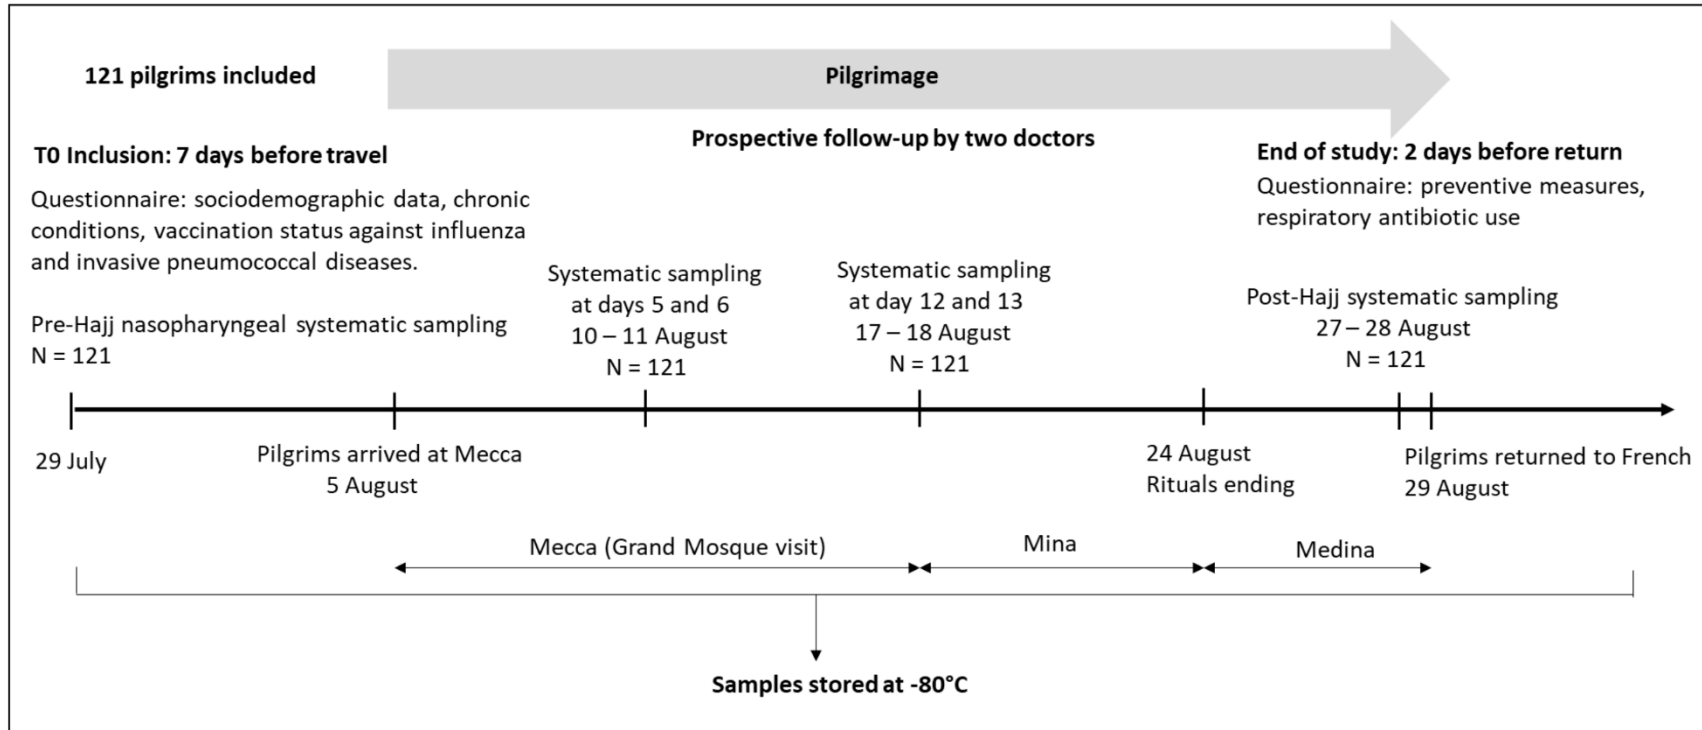 121 pilgrims included
Pilgrimage
Prospective follow-up by two doctors
T0 Inclusion: 7 days before travel
Questionnaire: sociodemographic data, chronic
conditions, vaccination status against influenza
and invasive pneumococcal diseases.
Pre-Hajj nasopharyngeal systematic sampling
N = 121
Systematic sampling
at days 5 and 6
10 – 11 August
N = 121
Systematic sampling
at day 12 and 13
17 – 18 August
N = 121
End of study: 2 days before return
Questionnaire: preventive measures,
respiratory antibiotic use
Post-Hajj systematic sampling
27 – 28 August
N = 121
29 July
Pilgrims arrived at Mecca
5 August
24 August
Rituals ending
Pilgrims returned to French
29 August
Mecca (Grand Mosque visit)
Mina
Medina
Samples stored at -80°C